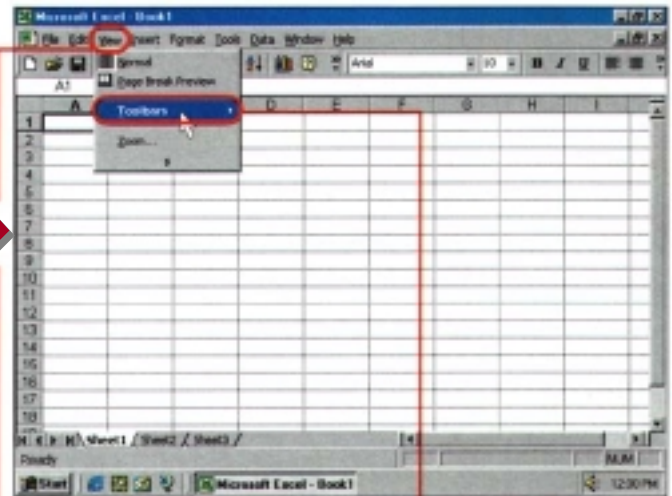 Microsoft Excel - Book1
File Edit View Insert Format Tools Data Window Help
Normal
Arial 10 B I U
A1
Page Break Preview
A D E F G H I
Toolbars
1
2
Zoom...
3
4
5
6
7
8
9
10
11
12
13
14
15
16
17
18
Sheet1 / Sheet2 / Sheet3 /
Ready NUM
Start Microsoft Excel - Book1 12:30 PM